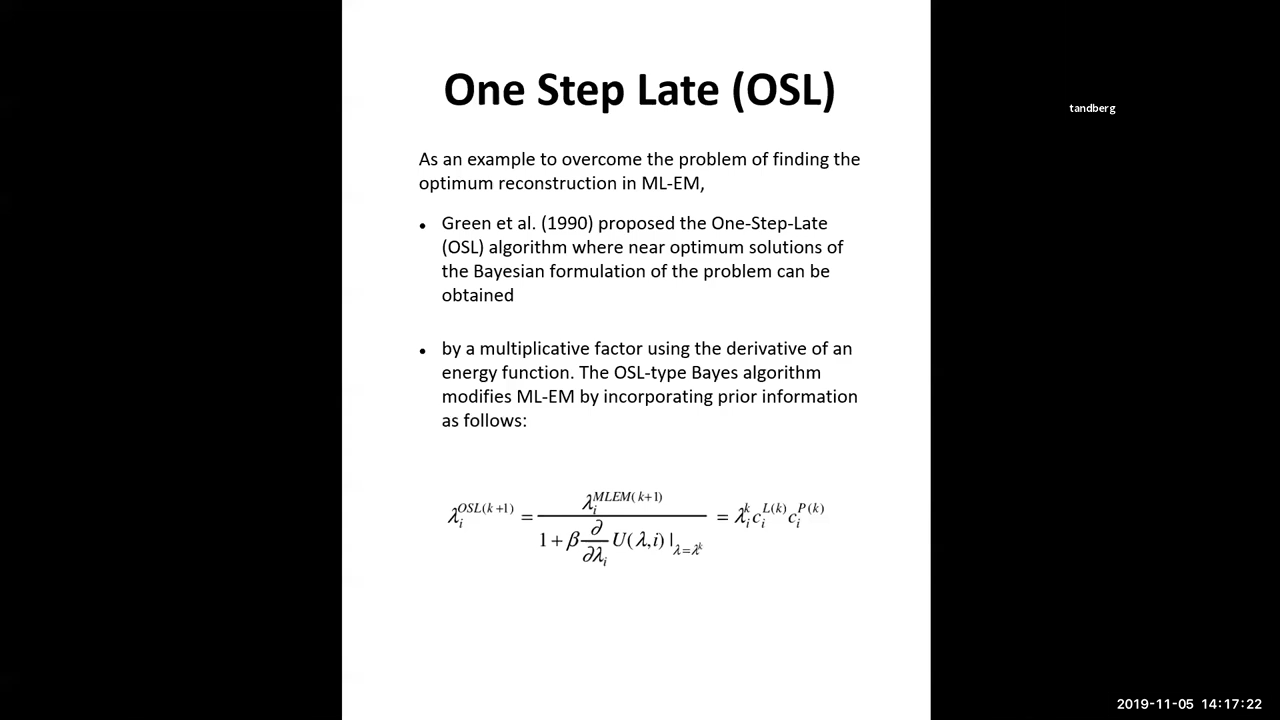 One Step Late (OSL)
tandberg
As an example to overcome the problem of finding the
optimum reconstruction in ML-EM,
• Green et al. (1990) proposed the One-Step-Late
(OSL) algorithm where near optimum solutions of
the Bayesian formulation of the problem can be
obtained
• by a multiplicative factor using the derivative of an
energy function. The OSL-type Bayes algorithm
modifies ML-EM by incorporating prior information
as follows:
λ_i^{OSL(k+1)} = \frac{λ_i^{MLEM(k+1)}}{1 + β \frac{∂}{∂λ_i} U(λ,i) |_{λ=λ^k}} = λ_i^k c_i^{L(k)} c_i^{P(k)}
2019-11-05 14:17:22